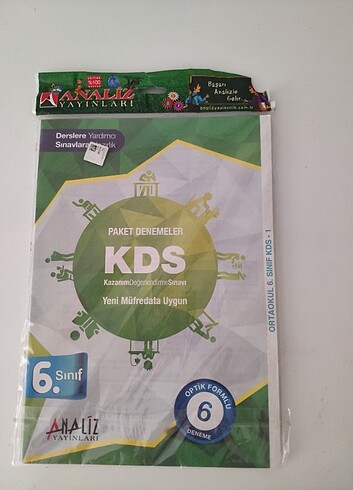 ANALİZ
YAYINLARI
Başarı
Analizle
Gelir...
Derslere Yardımcı
Sınavlara
PAKET DENEMELER
KDS
KazanımDeğerlendirmeSınavı
Yeni Müfredata Uygun
ORTAOKUL 6. SINIF KDS - 1
6. Sınıf
OPTİK FORMLU
6
DENEME
ANALİZ
YAYINLARI